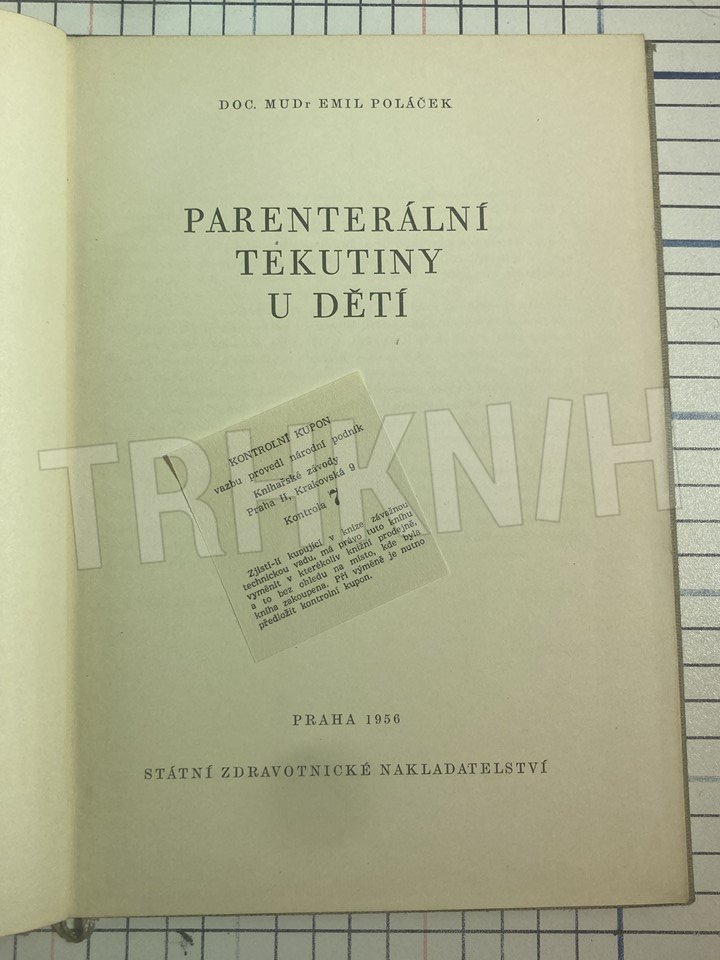 DOC. MUDr EMIL POLÁČEK
PARENTERÁLNÍ
TEKUTINY
U DĚTÍ
KONTROLNÍ KUPON
vazbu provedl národní podnik
Knihařské závody
Praha II, Krakovská 9
Kontrola 7
Zjistí-li kupující v knize závažnou
technickou vadu, má právo tuto knihu
vyměnit v kterékoliv knižní prodejně,
a to bez ohledu na místo, kde byla
kniha zakoupena. Při výměně je nutno
předložit kontrolní kupon.
TRHKNIH
PRAHA 1956
STÁTNÍ ZDRAVOTNICKÉ NAKLADATELSTVÍ